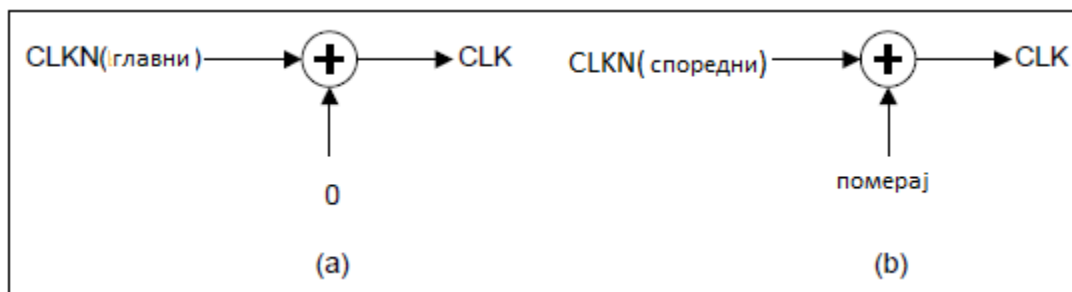 CLKN(главни)
CLK
0
(a)
CLKN(споредни)
CLK
померај
(b)